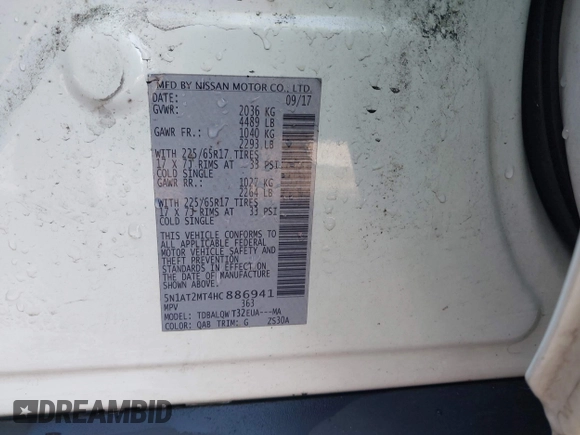 MFD BY NISSAN MOTOR CO., LTD.
DATE: 09/17
GVWR: 2036 KG
4489 LB
GAWR FR.: 1040 KG
2293 LB
WITH 225/65R17 TIRES
17 X 7J RIMS AT 33 PSI
COLD SINGLE
GAWR RR.: 1027 KG
2264 LB
WITH 225/65R17 TIRES
17 X 7J RIMS AT 33 PSI
COLD SINGLE
THIS VEHICLE CONFORMS TO
ALL APPLICABLE FEDERAL
MOTOR VEHICLE SAFETY AND
THEFT PREVENTION
STANDARDS IN EFFECT ON
THE DATE OF MANUFACTURE
SHOWN ABOVE.
5N1AT2MT4HC886941
MPV 363
MODEL: TDBALQWT32EUA---MA
COLOR: QAB TRIM: G ZS30A
DREAMBID